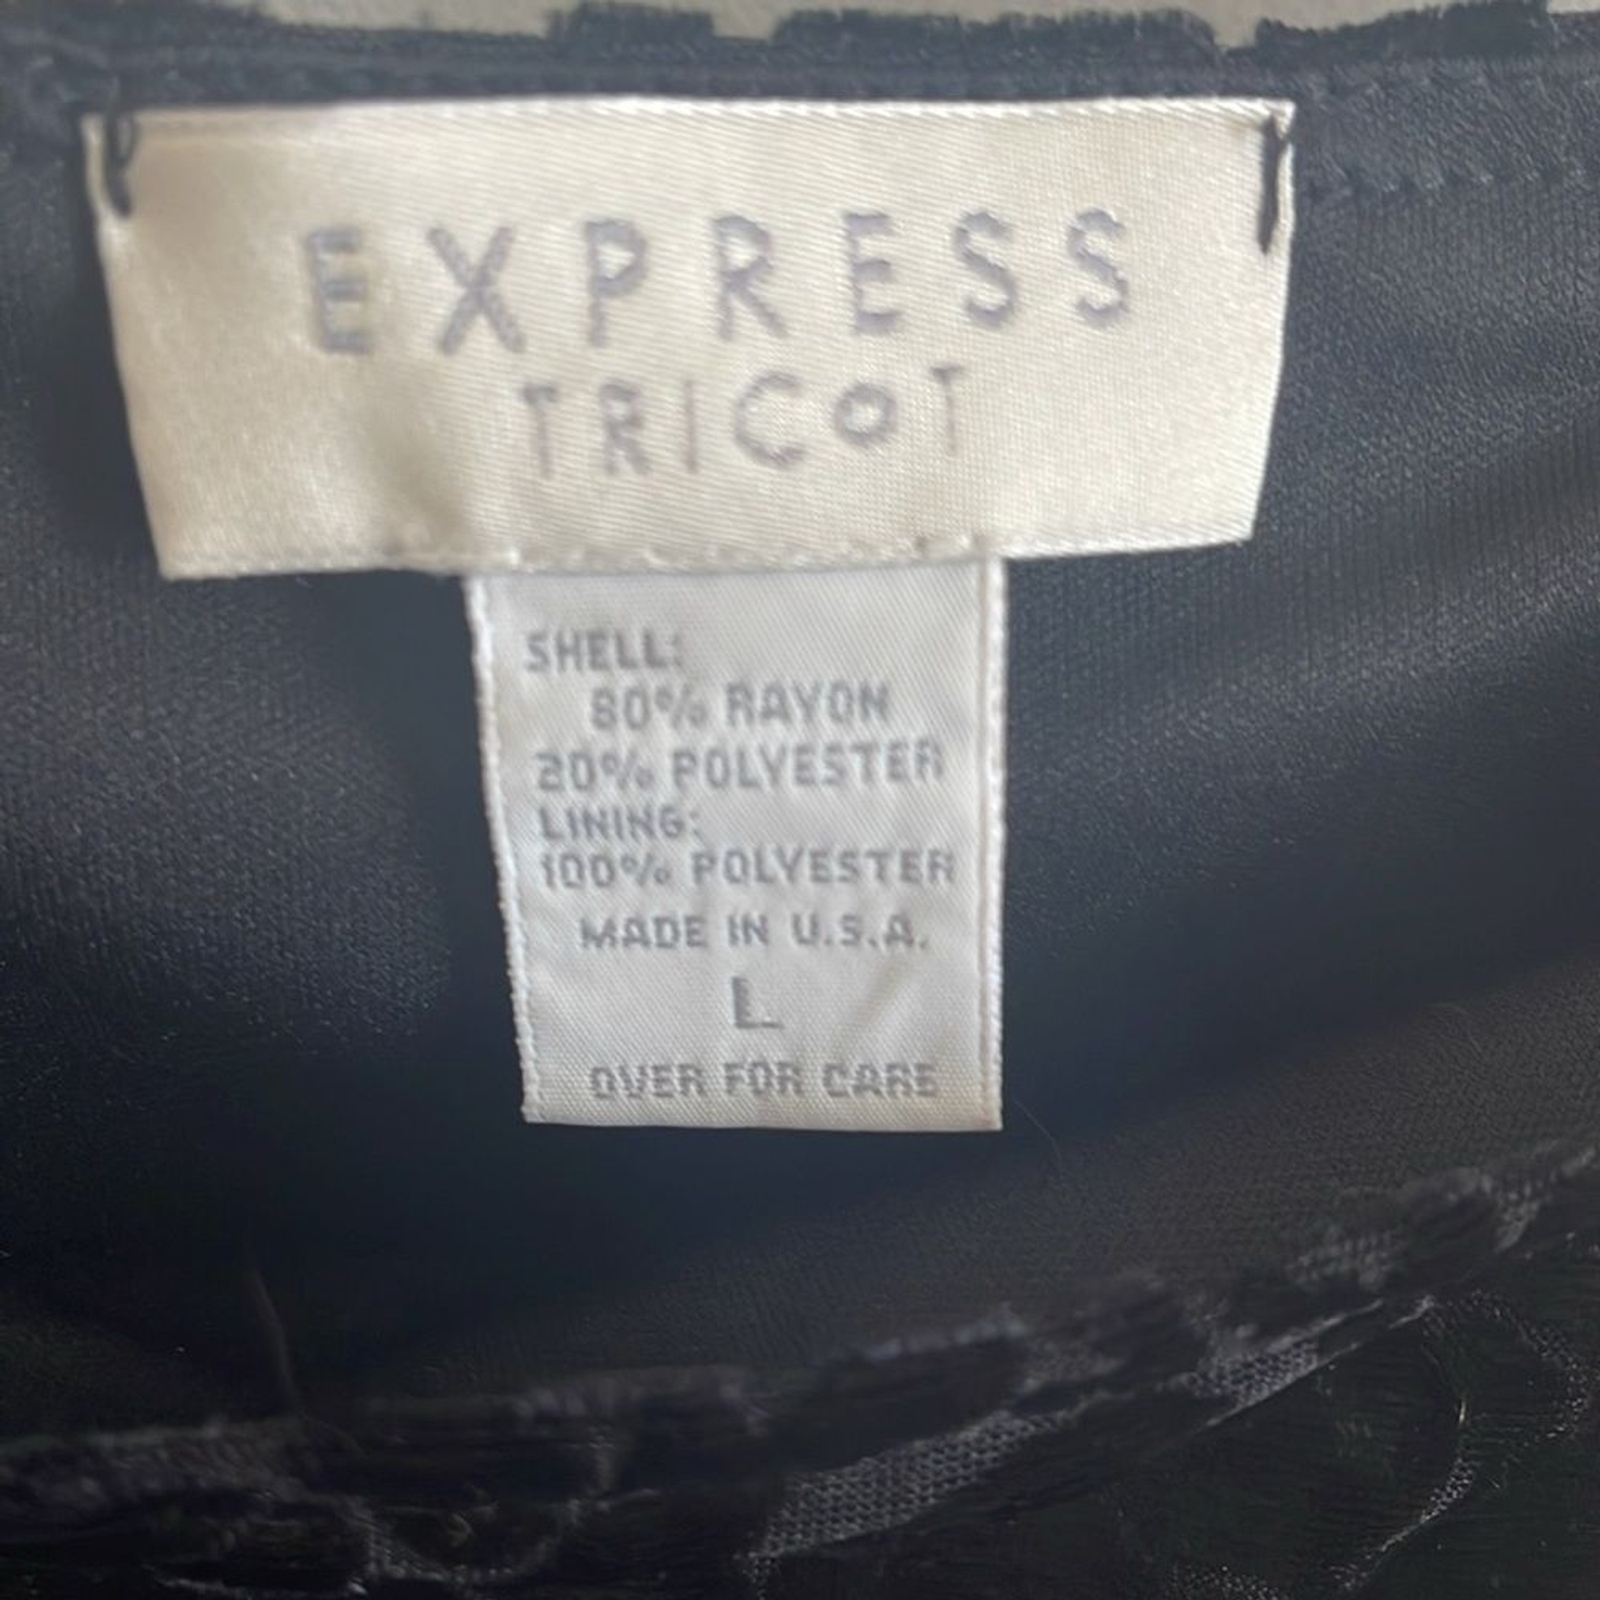 EXPRESS
TRICOT
SHELL:
80% RAYON
20% POLYESTER
LINING:
100% POLYESTER
MADE IN U.S.A.
L
OVER FOR CARE